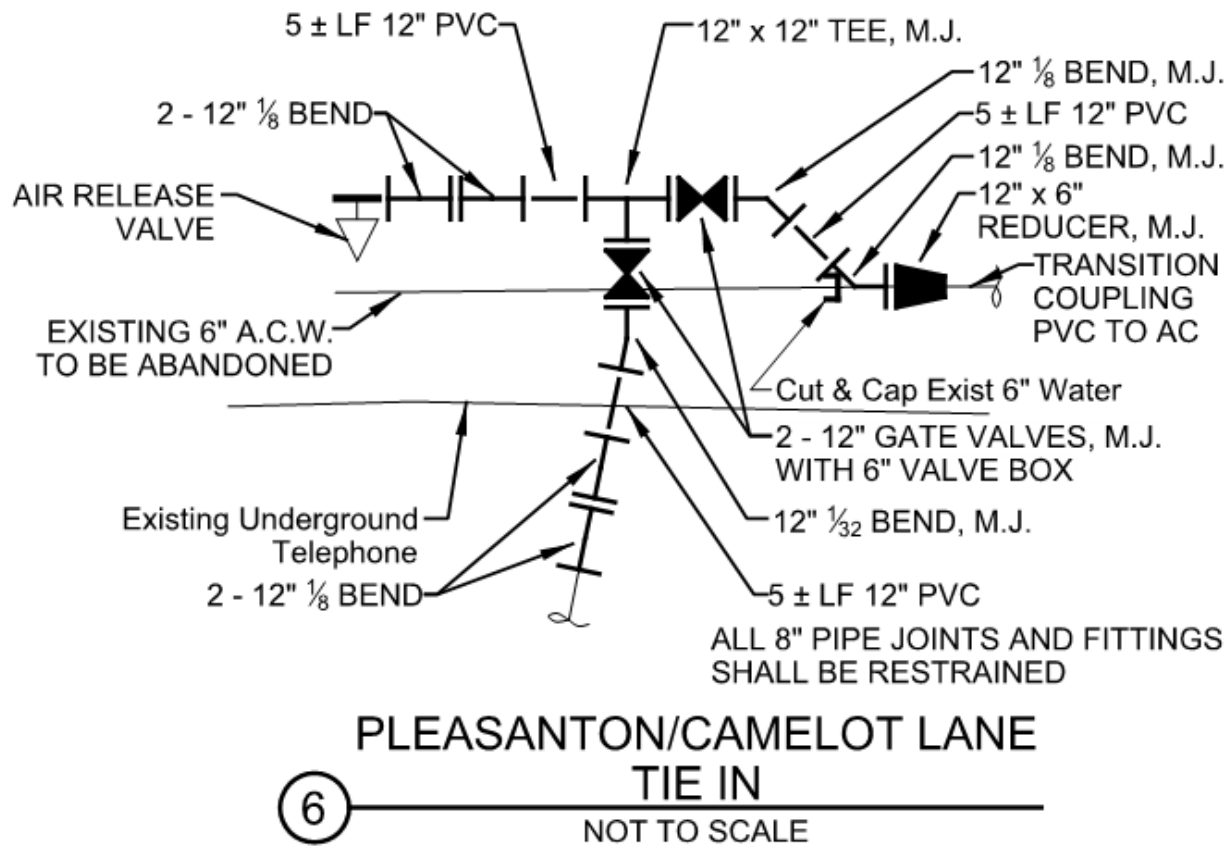 5 ± LF 12" PVC
12" x 12" TEE, M.J.
12" ⅛ BEND, M.J.
2 - 12" ⅛ BEND
5 ± LF 12" PVC
12" ⅛ BEND, M.J.
AIR RELEASE
VALVE
12" x 6"
REDUCER, M.J.
TRANSITION
COUPLING
PVC TO AC
EXISTING 6" A.C.W.
TO BE ABANDONED
Cut & Cap Exist 6" Water
2 - 12" GATE VALVES, M.J.
WITH 6" VALVE BOX
Existing Underground
Telephone
12" 1/32 BEND, M.J.
2 - 12" ⅛ BEND
5 ± LF 12" PVC
ALL 8" PIPE JOINTS AND FITTINGS
SHALL BE RESTRAINED
PLEASANTON/CAMELOT LANE
TIE IN
6
NOT TO SCALE